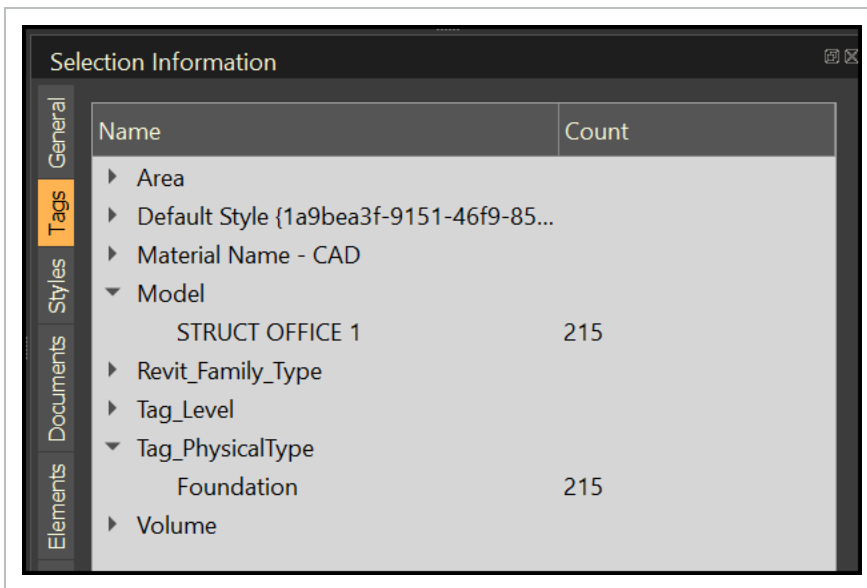 Selection Information
General
Tags
Styles
Documents
Elements
Name Count
Area
Default Style {1a9bea3f-9151-46f9-85...
Material Name - CAD
Model
STRUCT OFFICE 1 215
Revit_Family_Type
Tag_Level
Tag_PhysicalType
Foundation 215
Volume